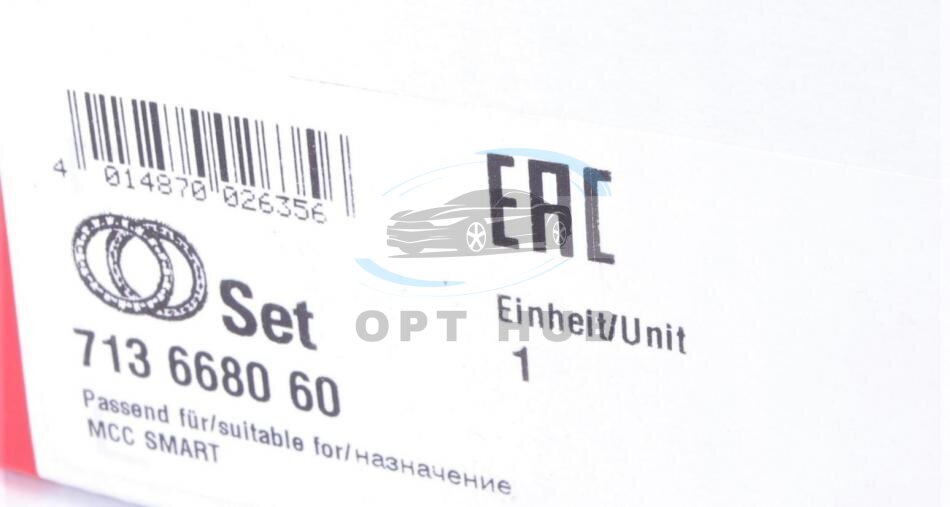 4 014870 026356
EAC
Set
713 6680 60
Einheit/Unit
1
Passend für/suitable for/назначение
MCC SMART
OPT HUB